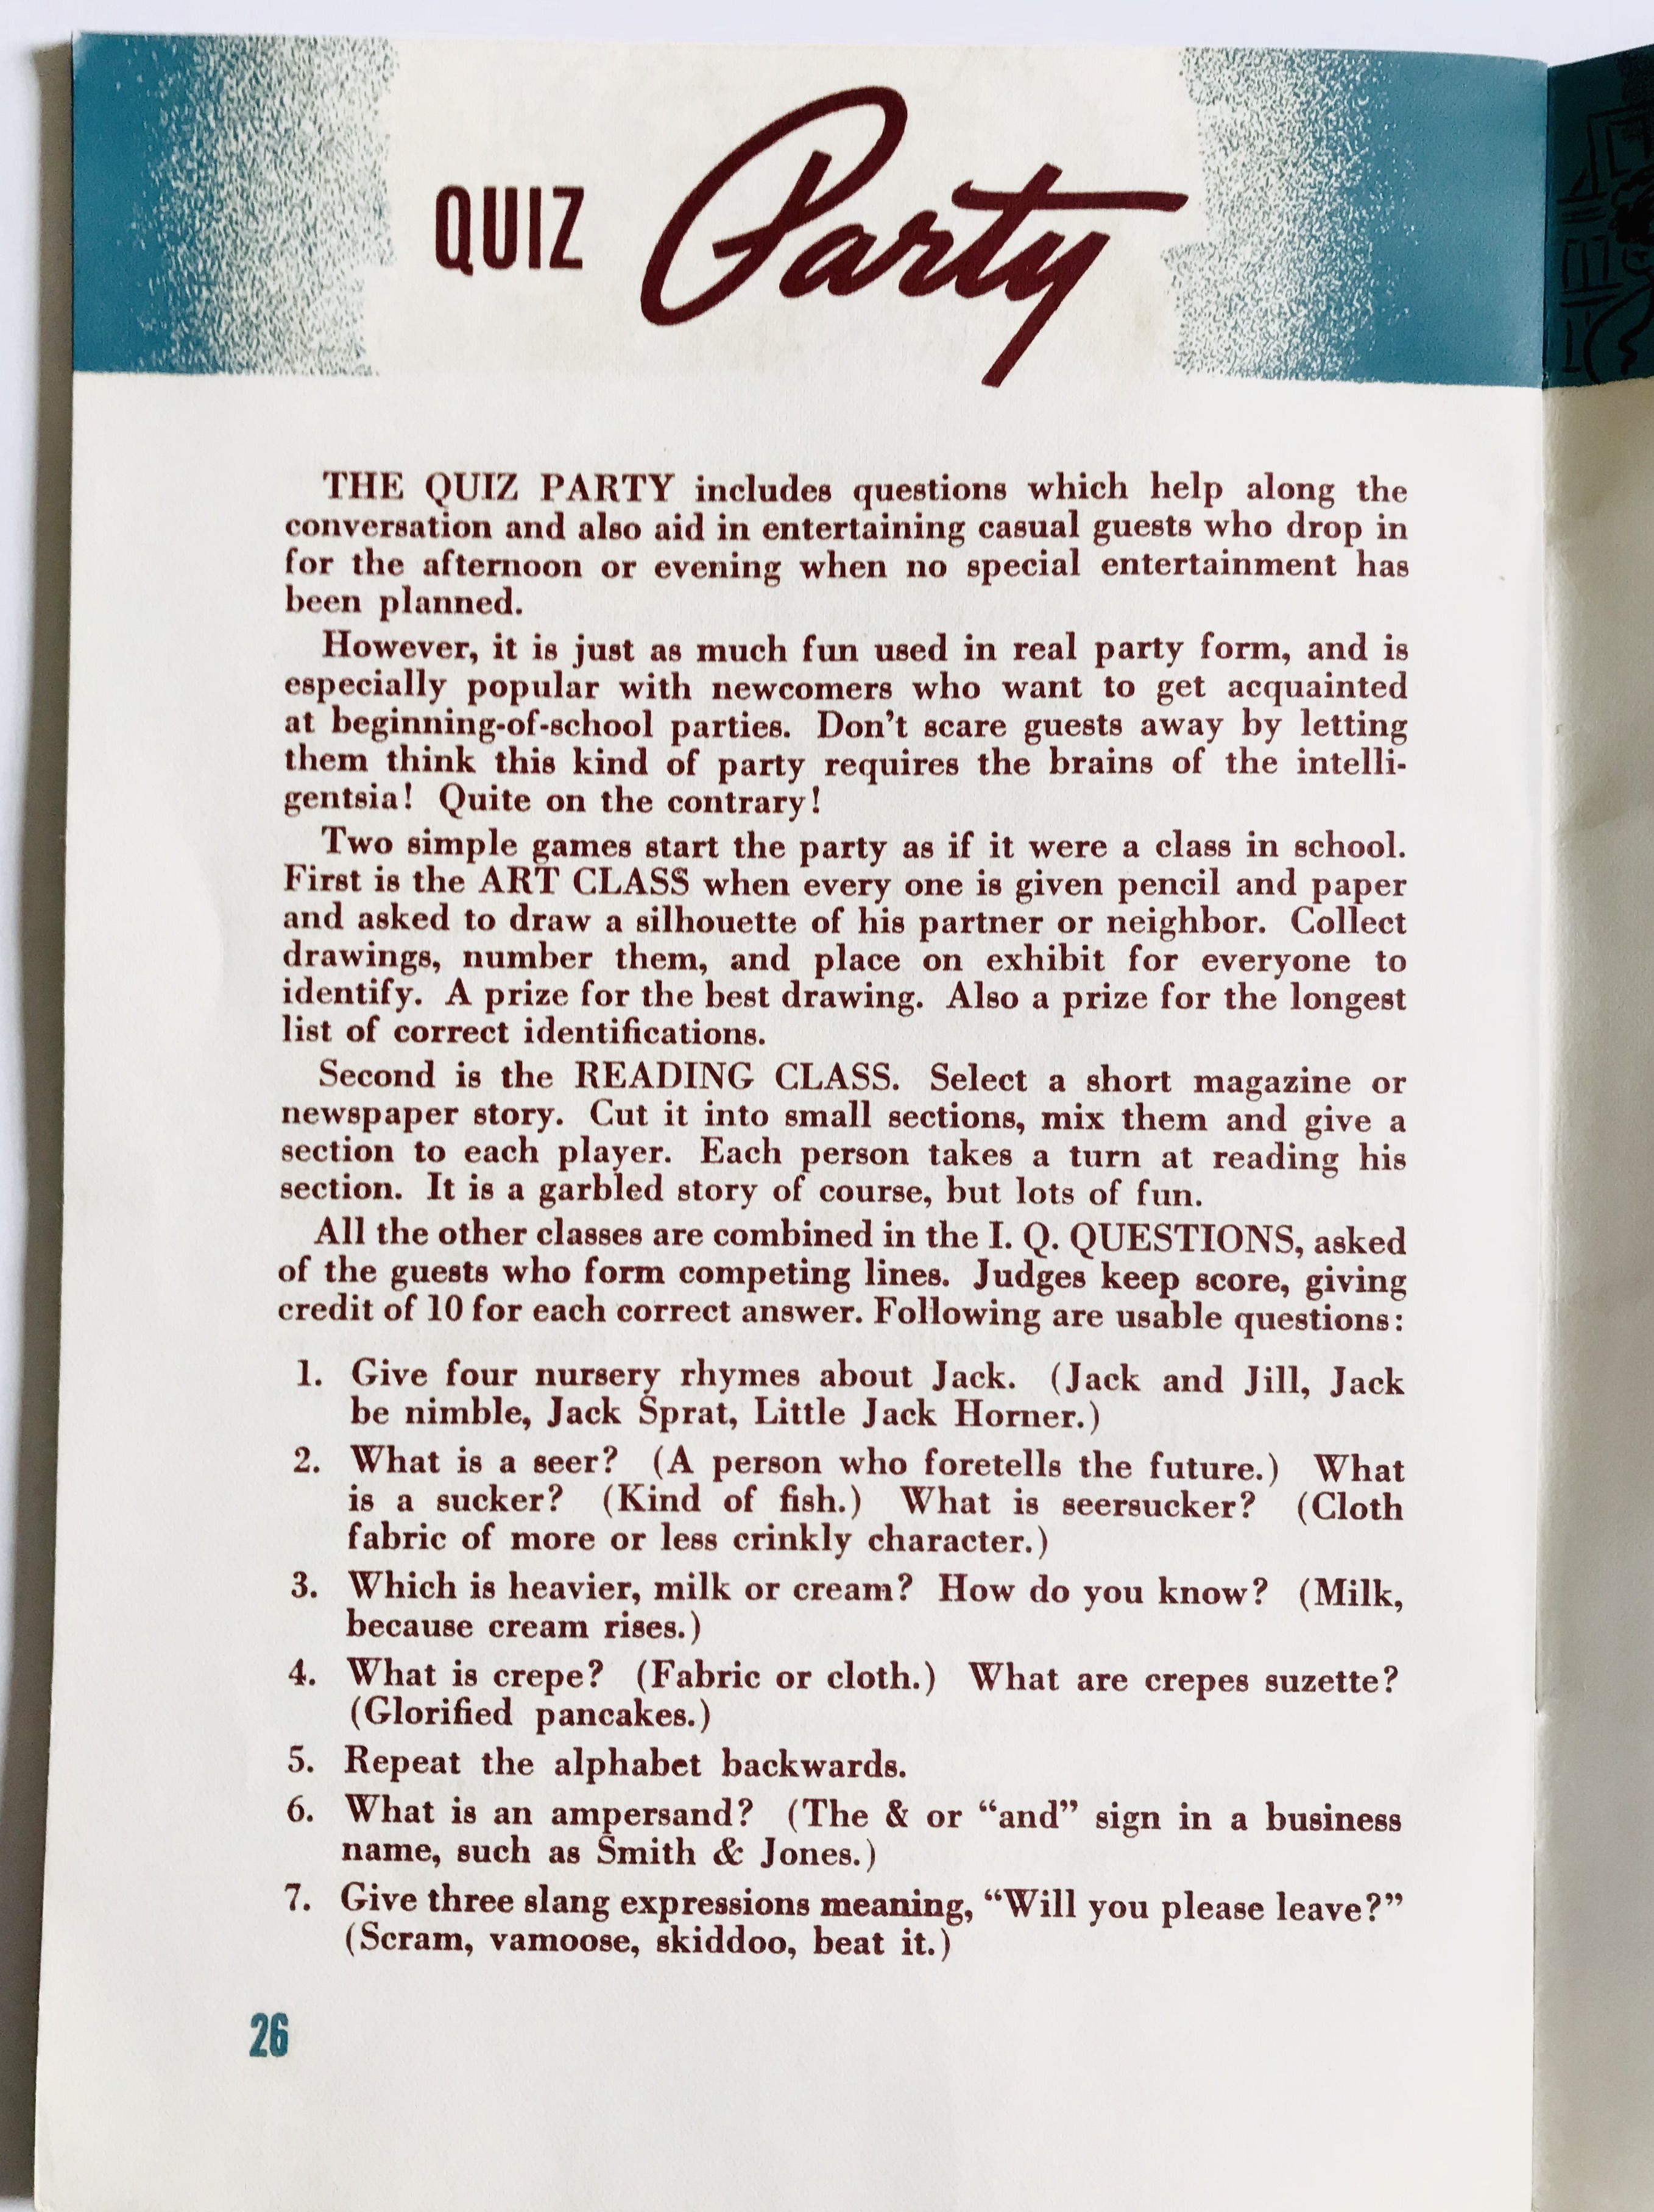 QUIZ Party
THE QUIZ PARTY includes questions which help along the
conversation and also aid in entertaining casual guests who drop in
for the afternoon or evening when no special entertainment has
been planned.
However, it is just as much fun used in real party form, and is
especially popular with newcomers who want to get acquainted
at beginning-of-school parties. Don't scare guests away by letting
them think this kind of party requires the brains of the intelli-
gentsia! Quite on the contrary!
Two simple games start the party as if it were a class in school.
First is the ART CLASS when every one is given pencil and paper
and asked to draw a silhouette of his partner or neighbor. Collect
drawings, number them, and place on exhibit for everyone to
identify. A prize for the best drawing. Also a prize for the longest
list of correct identifications.
Second is the READING CLASS. Select a short magazine or
newspaper story. Cut it into small sections, mix them and give a
section to each player. Each person takes a turn at reading his
section. It is a garbled story of course, but lots of fun.
All the other classes are combined in the I. Q. QUESTIONS, asked
of the guests who form competing lines. Judges keep score, giving
credit of 10 for each correct answer. Following are usable questions:
1. Give four nursery rhymes about Jack. (Jack and Jill, Jack
be nimble, Jack Sprat, Little Jack Horner.)
2. What is a seer? (A person who foretells the future.) What
is a sucker? (Kind of fish.) What is seersucker? (Cloth
fabric of more or less crinkly character.)
3. Which is heavier, milk or cream? How do you know? (Milk,
because cream rises.)
4. What is crepe? (Fabric or cloth.) What are crepes suzette?
(Glorified pancakes.)
5. Repeat the alphabet backwards.
6. What is an ampersand? (The & or “and” sign in a business
name, such as Smith & Jones.)
7. Give three slang expressions meaning, “Will you please leave?”
(Scram, vamoose, skiddoo, beat it.)
26